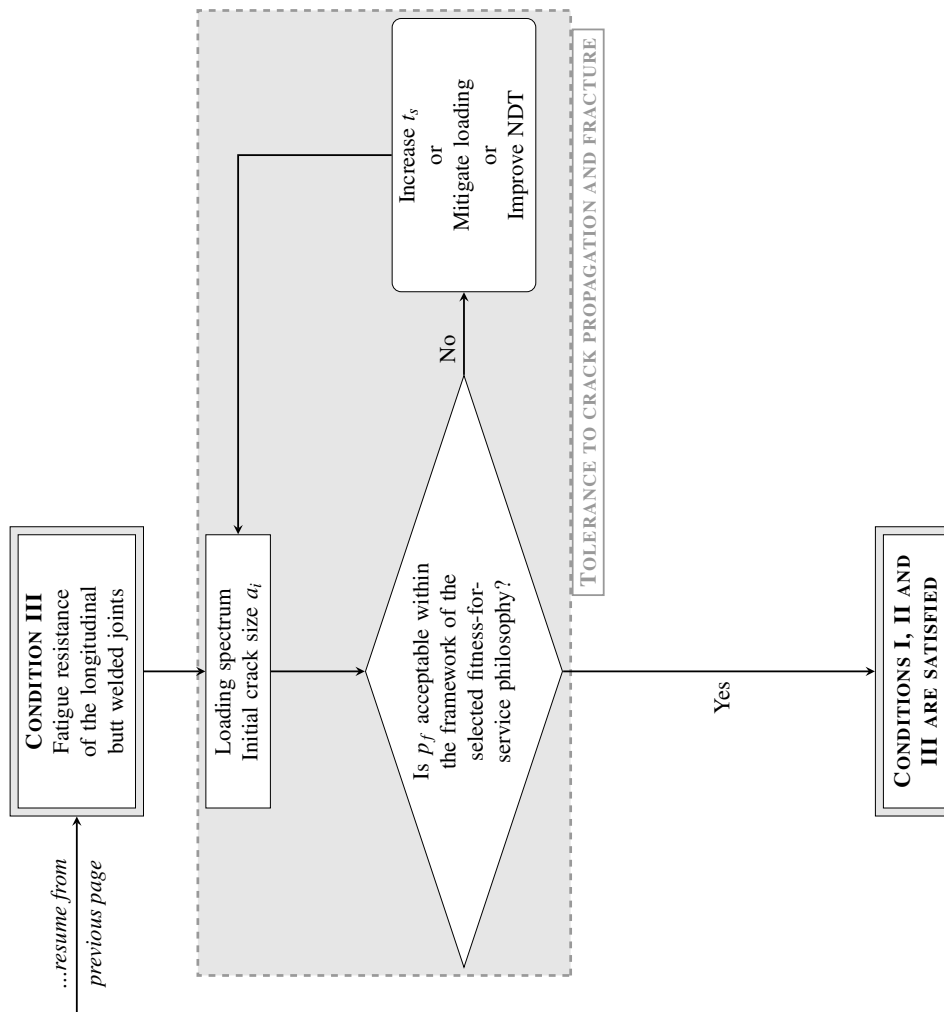 ...resume from
previous page
CONDITION III
Fatigue resistance
of the longitudinal
butt welded joints
Loading spectrum
Initial crack size a_i
Is p_f acceptable within
the framework of the
selected fitness-for-
service philosophy?
No
Increase t_s
or
Mitigate loading
or
Improve NDT
TOLERANCE TO CRACK PROPAGATION AND FRACTURE
Yes
CONDITIONS I, II AND
III ARE SATISFIED